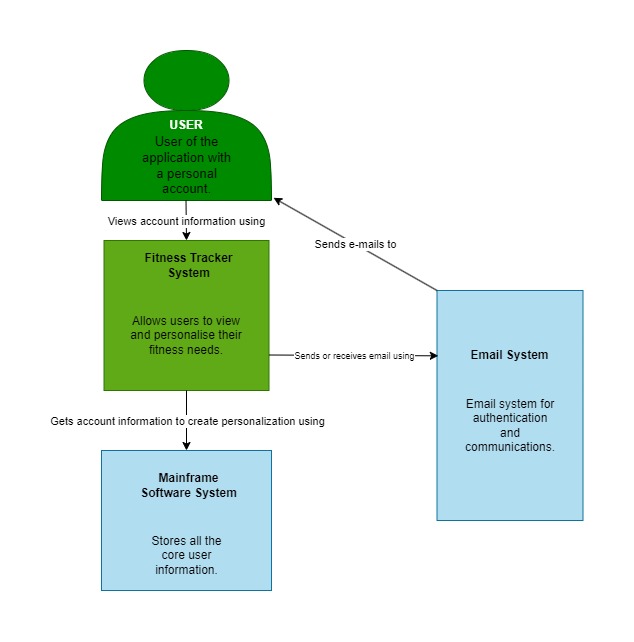 USER
User of the
application with
a personal
account.
Views account information using
Sends e-mails to
Fitness Tracker
System
Allows users to view
and personalise their
fitness needs.
Sends or receives email using
Email System
Email system for
authentication
and
communications.
Gets account information to create personalization using
Mainframe
Software System
Stores all the
core user
information.